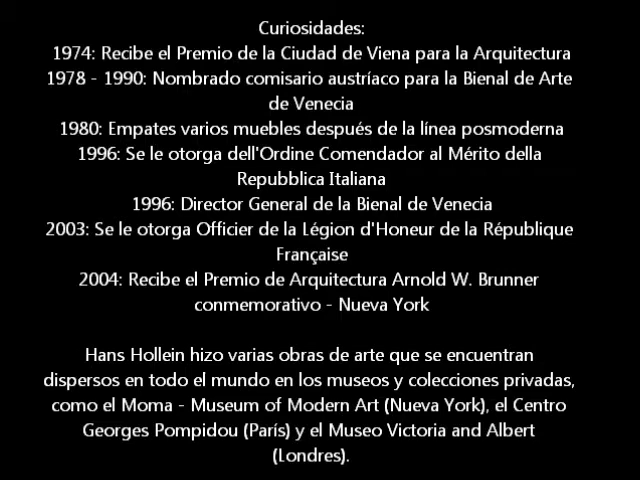 Curiosidades:
1974: Recibe el Premio de la Ciudad de Viena para la Arquitectura
1978 - 1990: Nombrado comisario austríaco para la Bienal de Arte
de Venecia
1980: Empates varios muebles después de la línea posmoderna
1996: Se le otorga dell'Ordine Comendador al Mérito della
Repubblica Italiana
1996: Director General de la Bienal de Venecia
2003: Se le otorga Officier de la Légion d'Honeur de la République
Française
2004: Recibe el Premio de Arquitectura Arnold W. Brunner
conmemorativo - Nueva York
Hans Hollein hizo varias obras de arte que se encuentran
dispersos en todo el mundo en los museos y colecciones privadas,
como el Moma - Museum of Modern Art (Nueva York), el Centro
Georges Pompidou (París) y el Museo Victoria and Albert
(Londres).